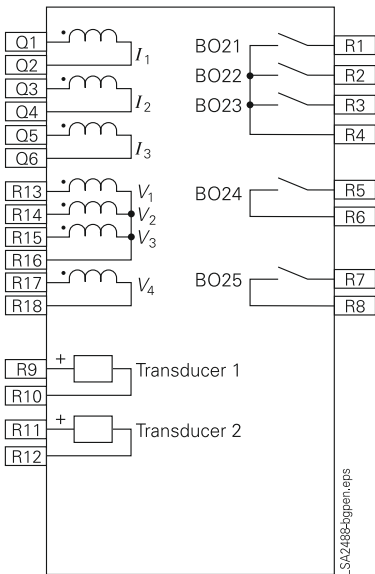 Q1
Q2
I1
Q3
Q4
I2
Q5
Q6
I3
R13
V1
R14
V2
R15
V3
R16
R17
V4
R18
R9
+
Transducer 1
R10
R11
+
Transducer 2
R12
BO21
R1
BO22
R2
BO23
R3
R4
BO24
R5
R6
BO25
R7
R8
LSA2488-bgpen.eps